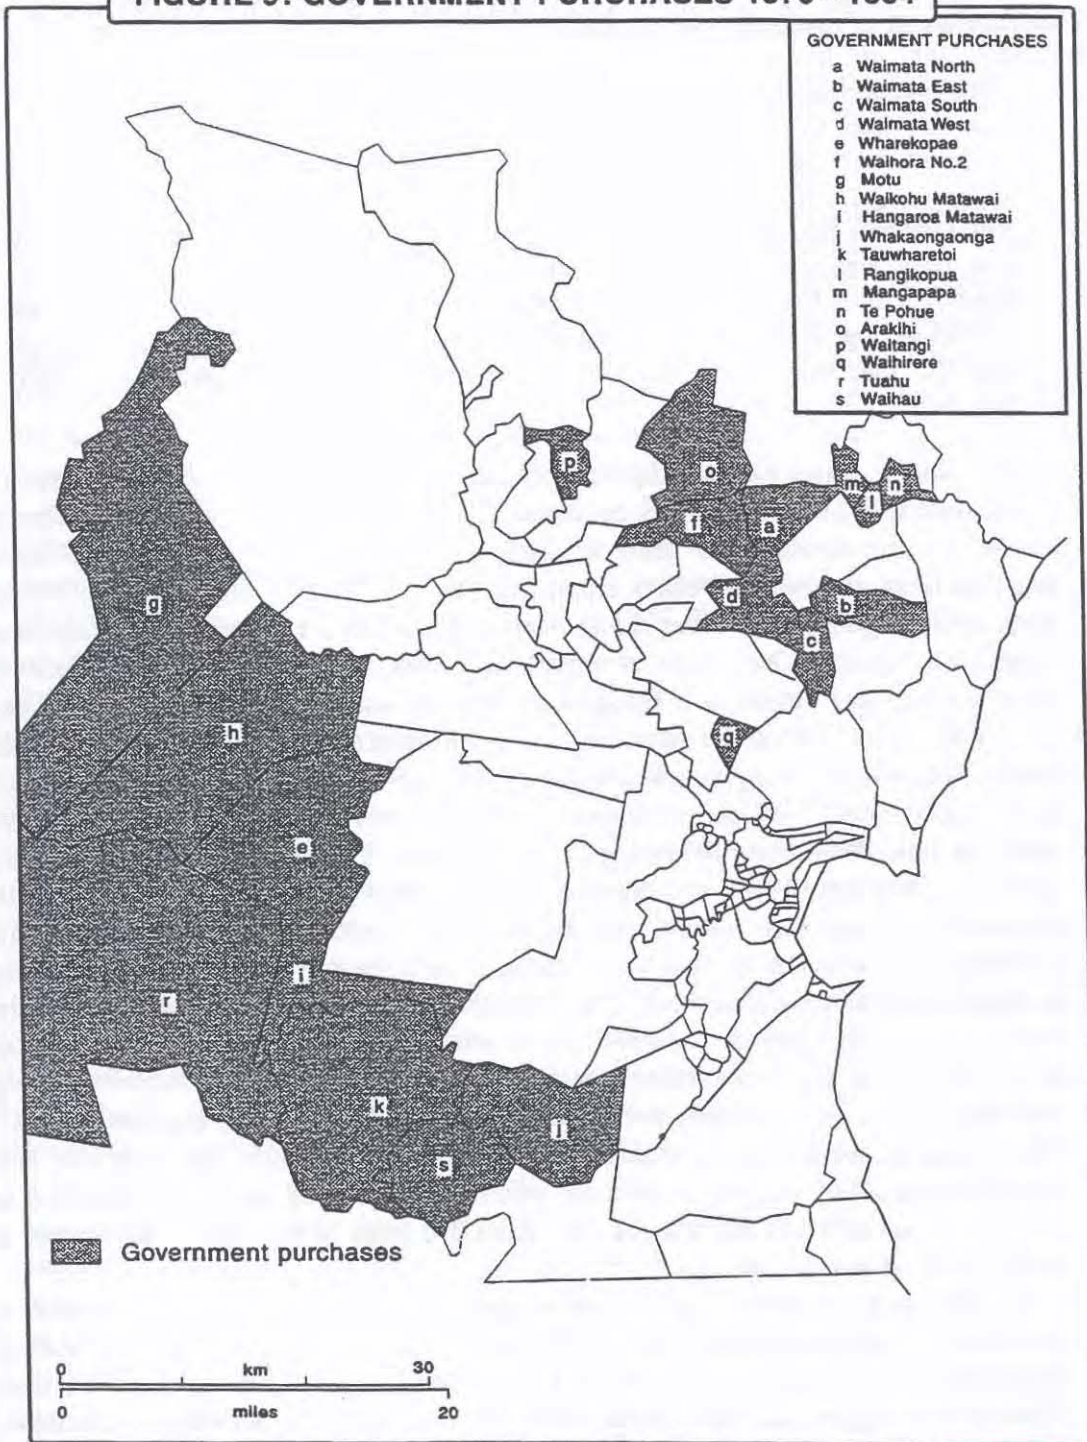 GOVERNMENT PURCHASES
a Waimata North
b Waimata East
c Waimata South
d Waimata West
e Wharekopae
f Waihora No.2
g Motu
h Waikohu Matawai
i Hangaroa Matawai
j Whakaongaonga
k Tauwharetoi
l Rangikopua
m Mangapapa
n Te Pohue
o Arakihi
p Waitangi
q Waihirere
r Tuahu
s Waihau
p
o
m
n
l
f
a
g
d
b
c
h
q
e
i
r
k
j
s
Government purchases
0 km 30
0 miles 20